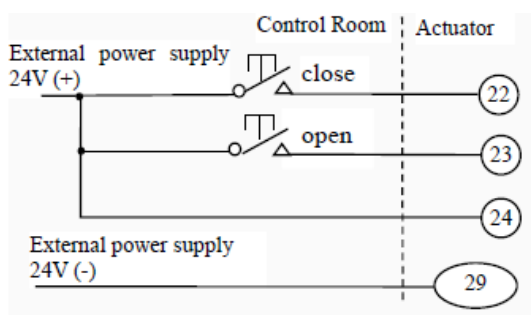 Control Room
Actuator
External power supply
24V (+)
close
22
open
23
24
External power supply
24V (-)
29